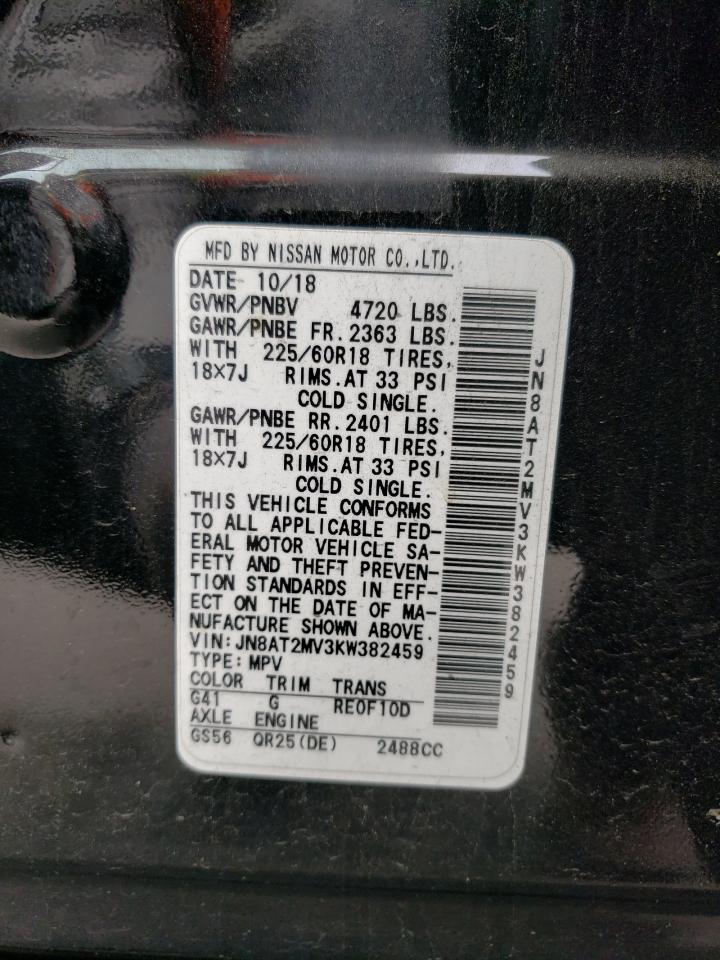 MFD BY NISSAN MOTOR CO.,LTD.
DATE 10/18
GVWR/PNBV 4720 LBS.
GAWR/PNBE FR. 2363 LBS.
WITH 225/60R18 TIRES,
18×7J RIMS.AT 33 PSI
COLD SINGLE.
GAWR/PNBE RR. 2401 LBS.
WITH 225/60R18 TIRES,
18×7J RIMS.AT 33 PSI
COLD SINGLE.
THIS VEHICLE CONFORMS
TO ALL APPLICABLE FED-
ERAL MOTOR VEHICLE SA-
FETY AND THEFT PREVEN-
TION STANDARDS IN EFF-
ECT ON THE DATE OF MA-
NUFACTURE SHOWN ABOVE.
VIN:JN8AT2MV3KW382459
TYPE:MPV
COLOR TRIM TRANS
G41 G RE0F10D
AXLE ENGINE
GS56 QR25(DE) 2488CC
JN8AT2MV3KW382459